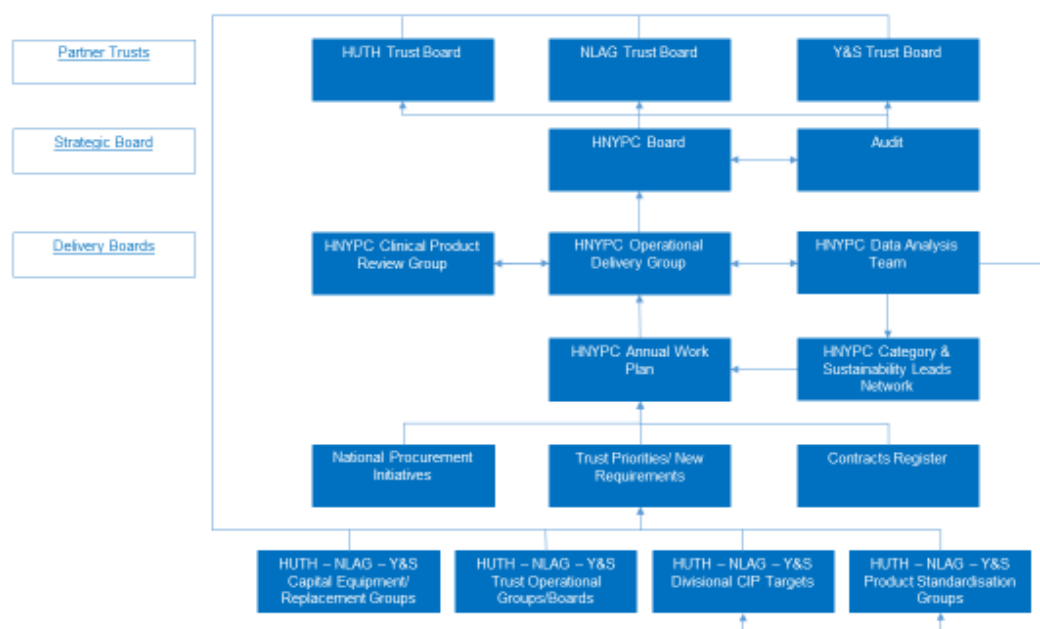 Partner Trusts
HUTH Trust Board
NLAG Trust Board
Y&S Trust Board
Strategic Board
HNYPC Board
Audit
Delivery Boards
HNYPC Clinical Product
Review Group
HNYPC Operational
Delivery Group
HNYPC Data Analysis
Team
HNYPC Annual Work
Plan
HNYPC Category &
Sustainability Leads
Network
National Procurement
Initiatives
Trust Priorities/ New
Requirements
Contracts Register
HUTH – NLAG – Y&S
Capital Equipment/
Replacement Groups
HUTH – NLAG – Y&S
Trust Operational
Groups/Boards
HUTH – NLAG – Y&S
Divisional CIP Targets
HUTH – NLAG – Y&S
Product Standardisation
Groups